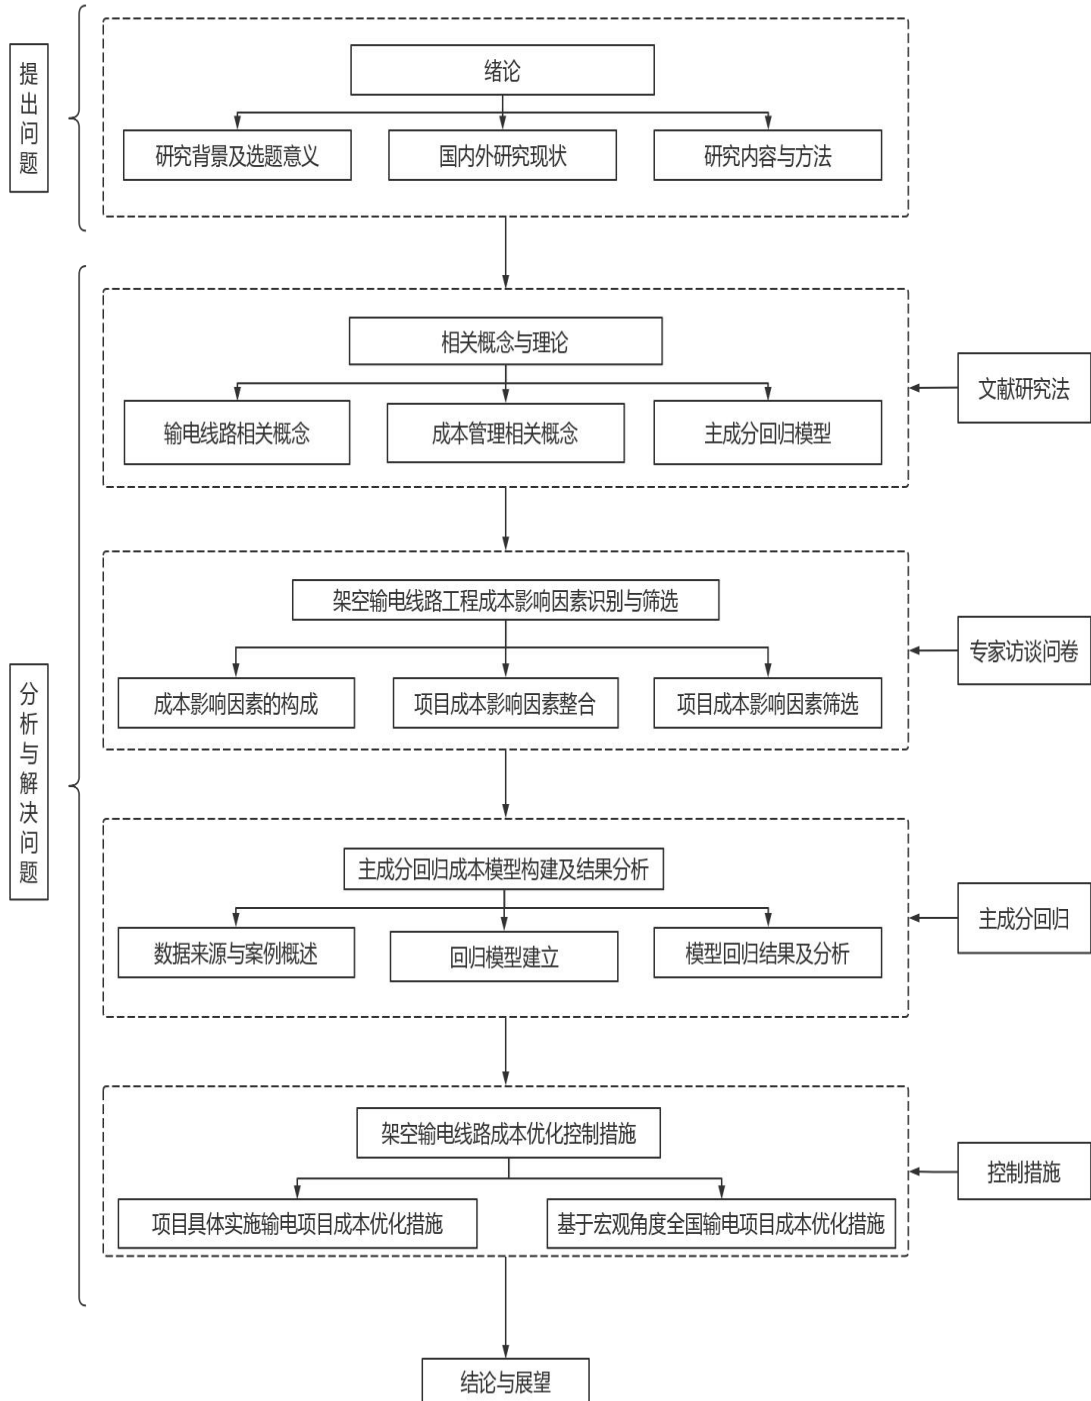 提出问题
绪论
研究背景及选题意义
国内外研究现状
研究内容与方法
相关概念与理论
输电线路相关概念
成本管理相关概念
主成分回归模型
文献研究法
分析与解决问题
架空输电线路工程成本影响因素识别与筛选
成本影响因素的构成
项目成本影响因素整合
项目成本影响因素筛选
专家访谈问卷
主成分回归成本模型构建及结果分析
数据来源与案例概述
回归模型建立
模型回归结果及分析
主成分回归
架空输电线路成本优化控制措施
项目具体实施输电项目成本优化措施
基于宏观角度全国输电项目成本优化措施
控制措施
结论与展望